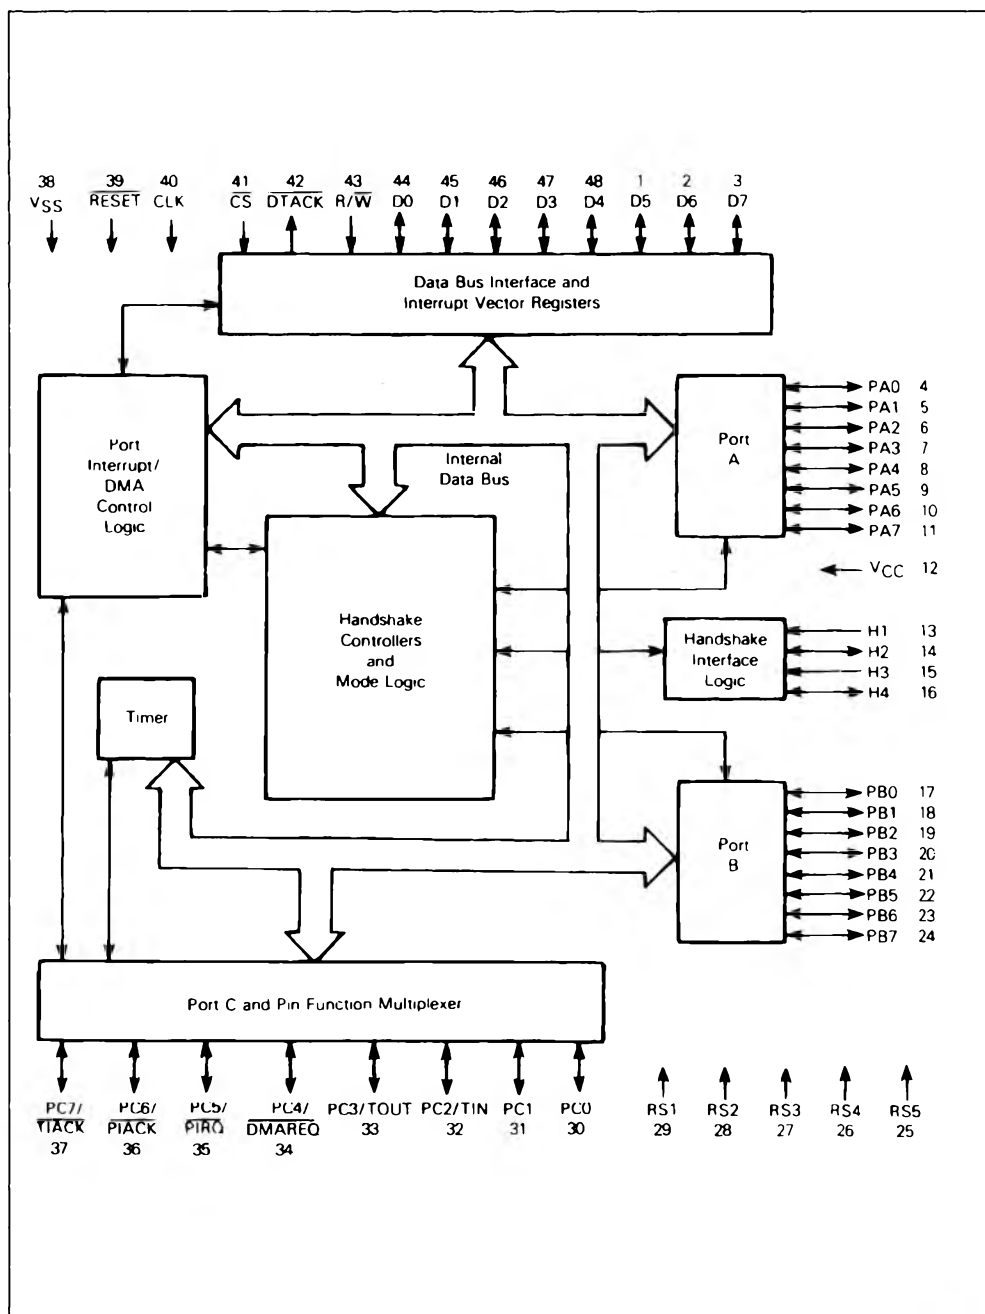 38 39 40 41 42 43 44 45 46 47 48 1 2 3
VSS RESET CLK CS DTACK R/W D0 D1 D2 D3 D4 D5 D6 D7
Data Bus Interface and
Interrupt Vector Registers
Port
Interrupt/
DMA
Control
Logic
Internal
Data Bus
Port
A
PA0 4
PA1 5
PA2 6
PA3 7
PA4 8
PA5 9
PA6 10
PA7 11
VCC 12
Handshake
Controllers
and
Mode Logic
Handshake
Interface
Logic
H1 13
H2 14
H3 15
H4 16
Timer
Port
B
PB0 17
PB1 18
PB2 19
PB3 20
PB4 21
PB5 22
PB6 23
PB7 24
Port C and Pin Function Multiplexer
PC7/ PC6/ PC5/ PC4/ PC3/TOUT PC2/TIN PC1 PC0
TIACK PIACK PIRQ DMAREQ 33 32 31 30
37 36 35 34
RS1 RS2 RS3 RS4 RS5
29 28 27 26 25